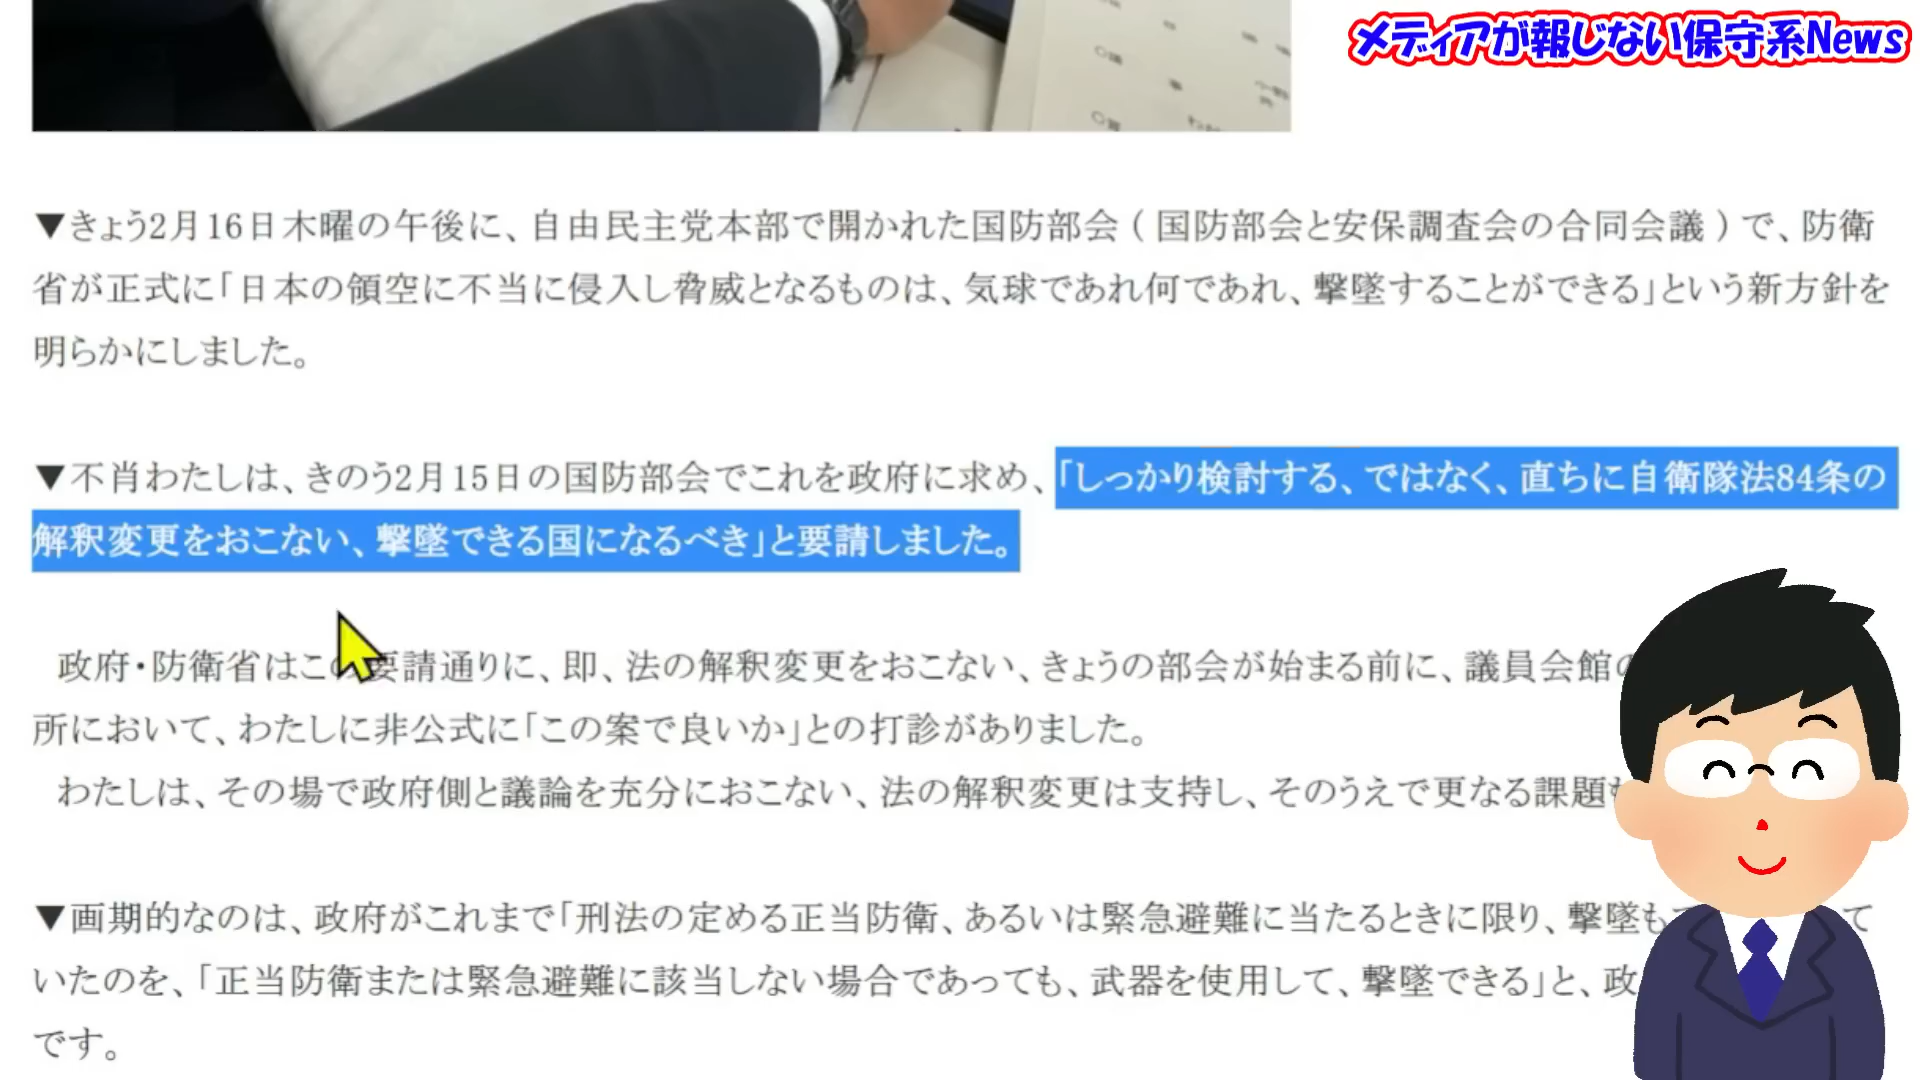 メディアが報じない保守系News
▼きょう2月16日木曜の午後に、自由民主党本部で開かれた国防部会(国防部会と安保調査会の合同会議)で、防衛
省が正式に「日本の領空に不当に侵入し脅威となるものは、気球であれ何であれ、撃墜することができる」という新方針を
明らかにしました。
▼不肖わたしは、きのう2月15日の国防部会でこれを政府に求め、「しっかり検討する、ではなく、直ちに自衛隊法84条の
解釈変更をおこない、撃墜できる国になるべき」と要請しました。
政府・防衛省はこの要請通りに、即、法の解釈変更をおこない、きょうの部会が始まる前に、議員会館の
所において、わたしに非公式に「この案で良いか」との打診がありました。
わたしは、その場で政府側と議論を充分におこない、法の解釈変更は支持し、そのうえで更なる課題も
▼画期的なのは、政府がこれまで「刑法の定める正当防衛、あるいは緊急避難に当たるときに限り、撃墜も て
いたのを、「正当防衛または緊急避難に該当しない場合であっても、武器を使用して、撃墜できる」と、政
です。